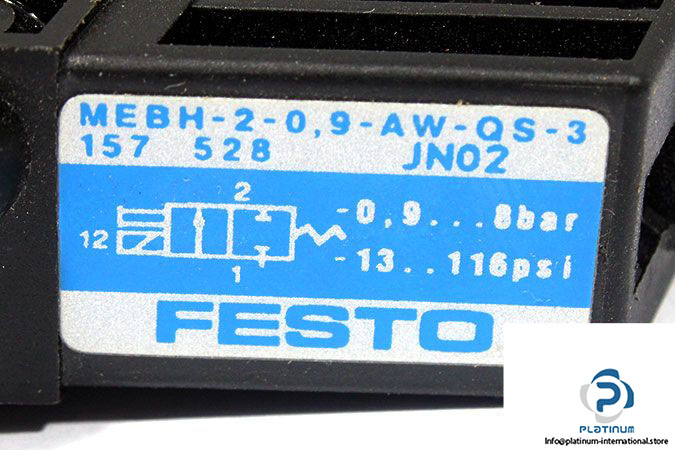 MEBH-2-0,9-AW-QS-3
157 528 JN02
2
-0,9...8bar
12
1
-13..116psi
FESTO
PLATINUM
Info@platinum-international.store